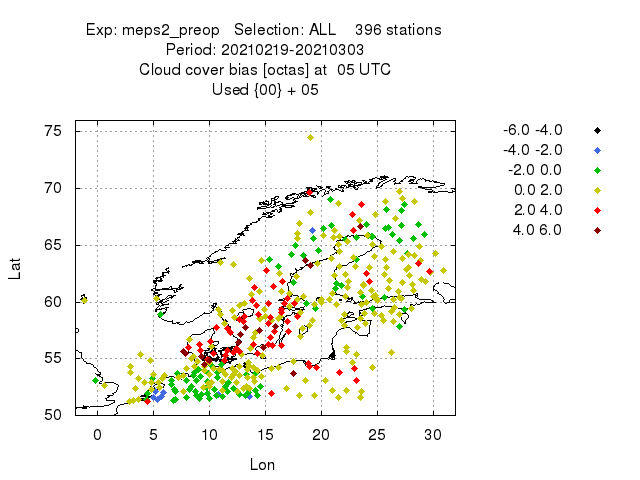 Exp: meps2_preop   Selection: ALL    396 stations
Period: 20210219-20210303
Cloud cover bias [octas] at  05 UTC
Used {00} + 05
-6.0 -4.0
-4.0 -2.0
-2.0 0.0
0.0 2.0
2.0 4.0
4.0 6.0
Lat
75
70
65
60
55
50
0 5 10 15 20 25 30
Lon